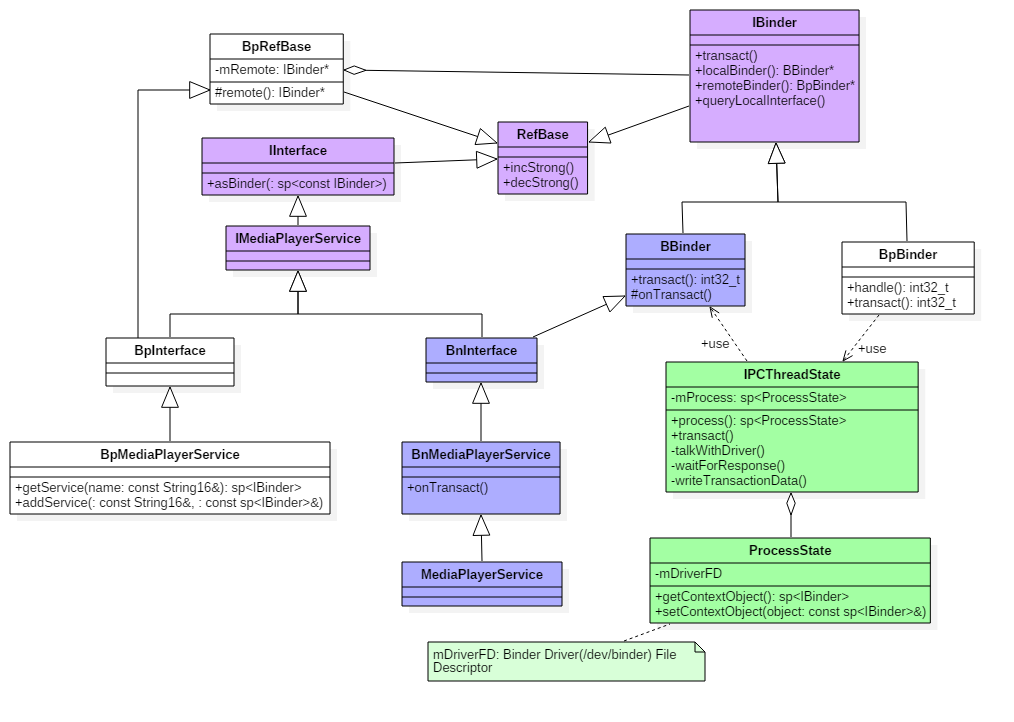 IBinder
+transact()
+localBinder(): BBinder*
+remoteBinder(): BpBinder*
+queryLocalInterface()
BpRefBase
-mRemote: IBinder*
#remote(): IBinder*
RefBase
+incStrong()
+decStrong()
IInterface
+asBinder(: sp<const IBinder>)
IMediaPlayerService
BBinder
+transact(): int32_t
#onTransact()
BpBinder
+handle(): int32_t
+transact(): int32_t
+use
+use
BpInterface
BnInterface
IPCThreadState
-mProcess: sp<ProcessState>
+process(): sp<ProcessState>
+transact()
-talkWithDriver()
-waitForResponse()
-writeTransactionData()
BpMediaPlayerService
+getService(name: const String16&): sp<IBinder>
+addService(: const String16&, : const sp<IBinder>&)
BnMediaPlayerService
+onTransact()
MediaPlayerService
ProcessState
-mDriverFD
+getContextObject(): sp<IBinder>
+setContextObject(object: const sp<IBinder>&)
mDriverFD: Binder Driver(/dev/binder) File
Descriptor